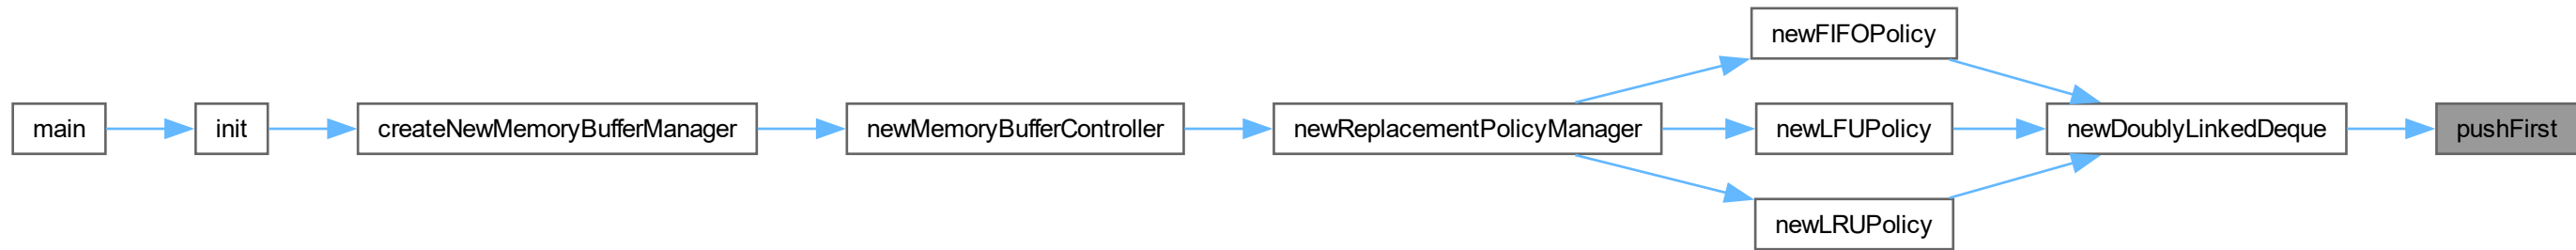 main
init
createNewMemoryBufferManager
newMemoryBufferController
newReplacementPolicyManager
newFIFOPolicy
newLFUPolicy
newLRUPolicy
newDoublyLinkedDeque
pushFirst